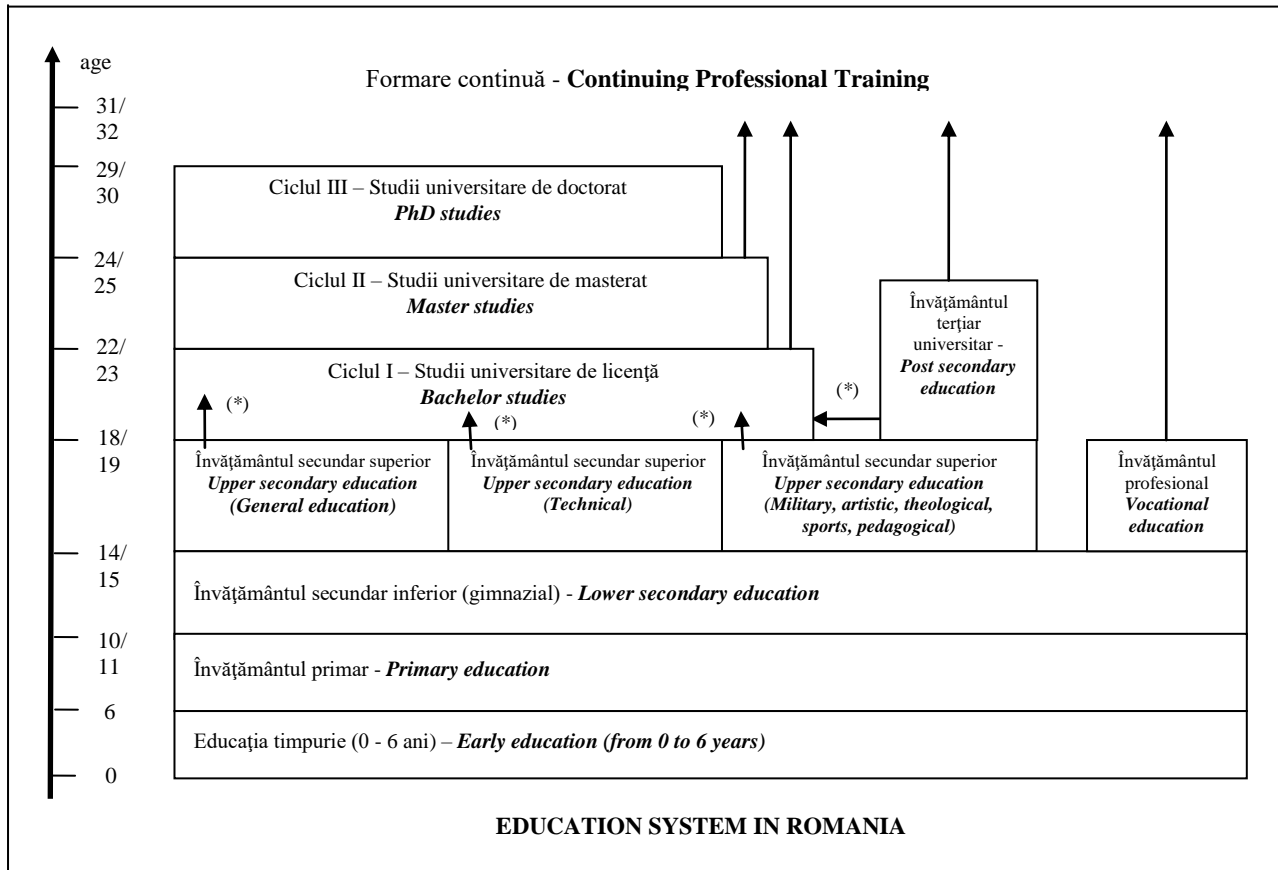 age
Formare continuă - Continuing Professional Training
31/
32
29/
30
Ciclul III – Studii universitare de doctorat
PhD studies
24/
25
Ciclul II – Studii universitare de masterat
Master studies
Învăţământul
terţiar
universitar -
Post secondary
education
22/
23
Ciclul I – Studii universitare de licenţă
Bachelor studies
(*)
(*)
(*)
(*)
18/
19
Învăţământul secundar superior
Upper secondary education
(General education)
Învăţământul secundar superior
Upper secondary education
(Technical)
Învăţământul secundar superior
Upper secondary education
(Military, artistic, theological,
sports, pedagogical)
Învăţământul
profesional
Vocational
education
14/
15
Învăţământul secundar inferior (gimnazial) - Lower secondary education
10/
11
Învăţământul primar - Primary education
6
Educaţia timpurie (0 - 6 ani) – Early education (from 0 to 6 years)
0
EDUCATION SYSTEM IN ROMANIA